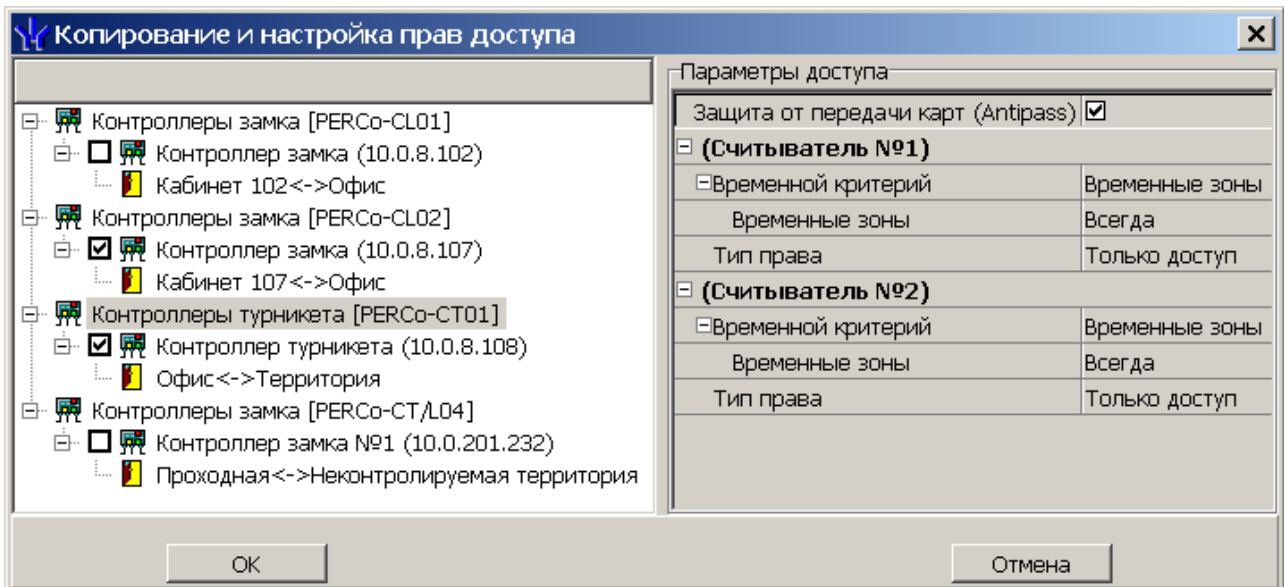 Копирование и настройка прав доступа
Контроллеры замка [PERCo-CL01]
Контроллер замка (10.0.8.102)
Кабинет 102<->Офис
Контроллеры замка [PERCo-CL02]
Контроллер замка (10.0.8.107)
Кабинет 107<->Офис
Контроллеры турникета [PERCo-CT01]
Контроллер турникета (10.0.8.108)
Офис<->Территория
Контроллеры замка [PERCo-CT/L04]
Контроллер замка №1 (10.0.201.232)
Проходная<->Неконтролируемая территория
Параметры доступа
Защита от передачи карт (Antipass)
(Считыватель №1)
Временной критерий Временные зоны
Временные зоны Всегда
Тип права Только доступ
(Считыватель №2)
Временной критерий Временные зоны
Временные зоны Всегда
Тип права Только доступ
OK Отмена